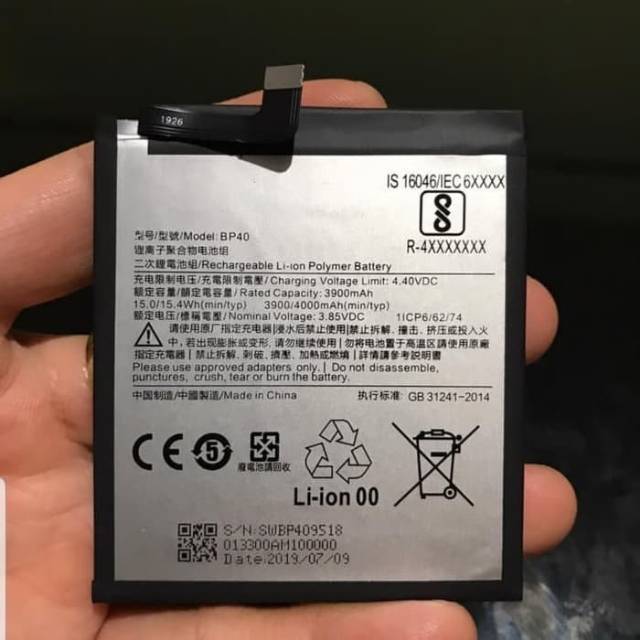 1926
IS 16046/IEC 6XXXX
R-4XXXXXXX
型号/型號/Model: BP40
锂离子聚合物电池组
二次鋰電池組/Rechargeable Li-ion Polymer Battery
充电限制电压/充電限制電壓/Charging Voltage Limit: 4.40VDC
额定容量/額定容量/Rated Capacity: 3900mAh
15.0/15.4Wh(min/typ) 3900/4000mAh(min/typ)
额定电压/標稱電壓/Nominal Voltage: 3.85VDC 1ICP6/62/74
请使用原厂指定充电器|浸水后禁止使用|禁止拆解、撞击、挤压或投入火
中，若出现膨胀或变形，请勿继续使用、勿将电池置于高温环境|請使用原廠
指定充電器|禁止拆解、刺破、擠壓、加熱或燃燒|詳情請參閱説明書
Please use approved adapters only. | Do not disassemble,
punctures, crush, tear or burn the battery.
中国制造/中國製造/Made in China 执行标准: GB 31241-2014
CE 5
廢電池請回收
Li-ion 00
S/N: SWBP409518
013300AM100000
Date: 2019/07/09